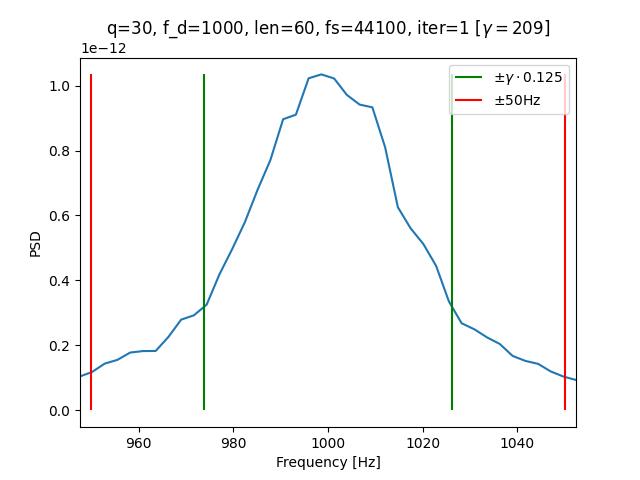 q=30, f_d=1000, len=60, fs=44100, iter=1 [γ = 209]
1e−12
±γ · 0.125
±50Hz
1.0
0.8
0.6
0.4
0.2
0.0
PSD
960
980
1000
1020
1040
Frequency [Hz]